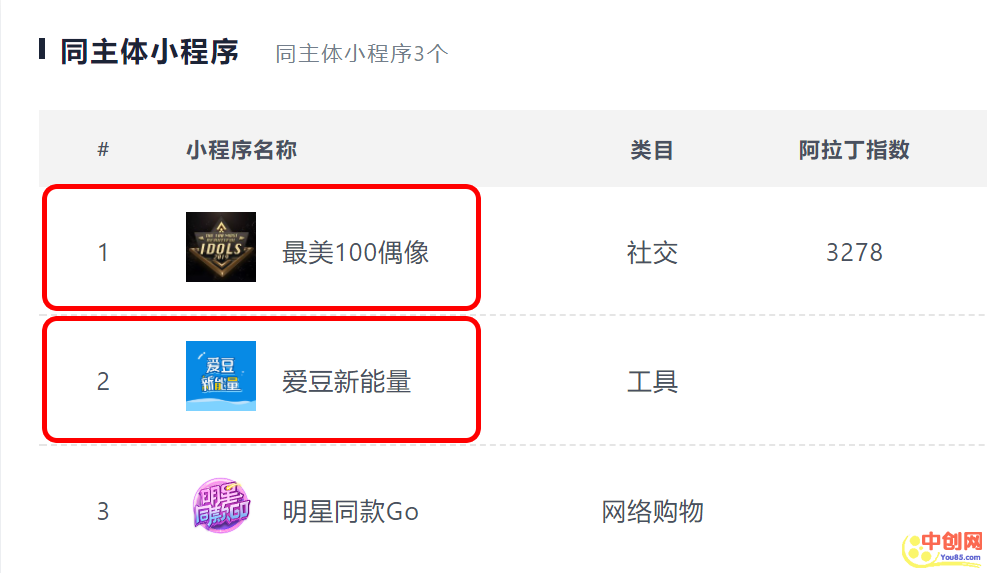 同主体小程序 同主体小程序3个
# 小程序名称 类目 阿拉丁指数
1 IDOLS 最美100偶像 社交 3278
2 爱豆新能量 爱豆新能量 工具
3 明星同款GO 明星同款Go 网络购物
中创网
You85.com